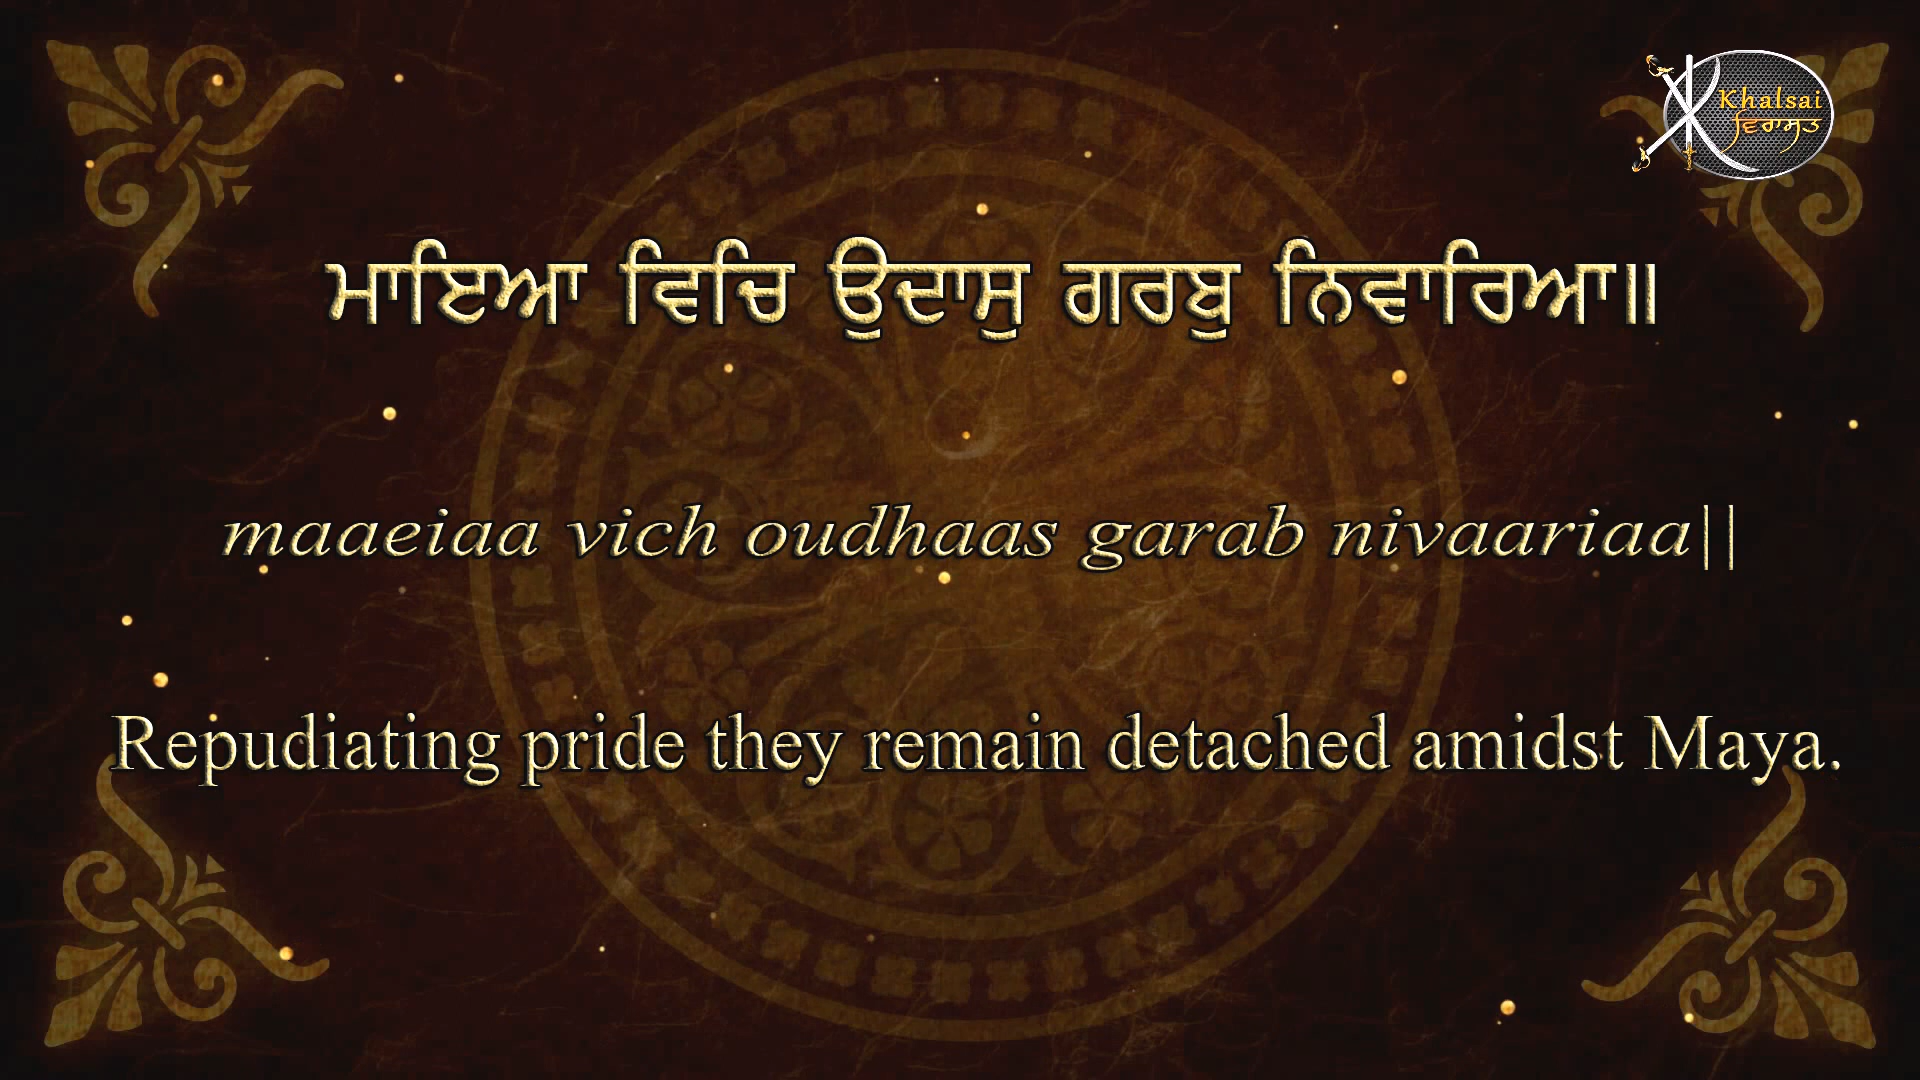 Khalsai
ਵਿਰਾਸਤ
ਮਾਇਆ ਵਿਚਿ ਉਦਾਸੁ ਗਰਬੁ ਨਿਵਾਰਿਆ॥
maaeiaa vich oudhaas garab nivaariaa||
Repudiating pride they remain detached amidst Maya.